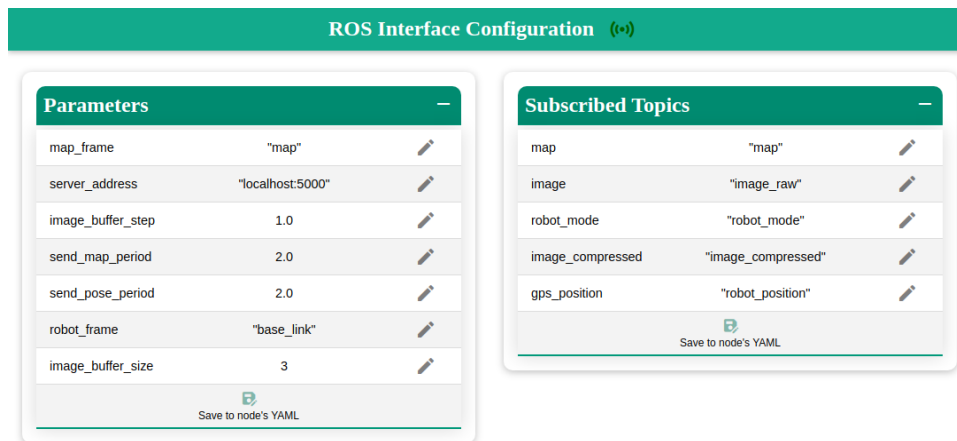 ROS Interface Configuration
Parameters
map_frame "map"
server_address "localhost:5000"
image_buffer_step 1.0
send_map_period 2.0
send_pose_period 2.0
robot_frame "base_link"
image_buffer_size 3
Save to node's YAML
Subscribed Topics
map "map"
image "image_raw"
robot_mode "robot_mode"
image_compressed "image_compressed"
gps_position "robot_position"
Save to node's YAML